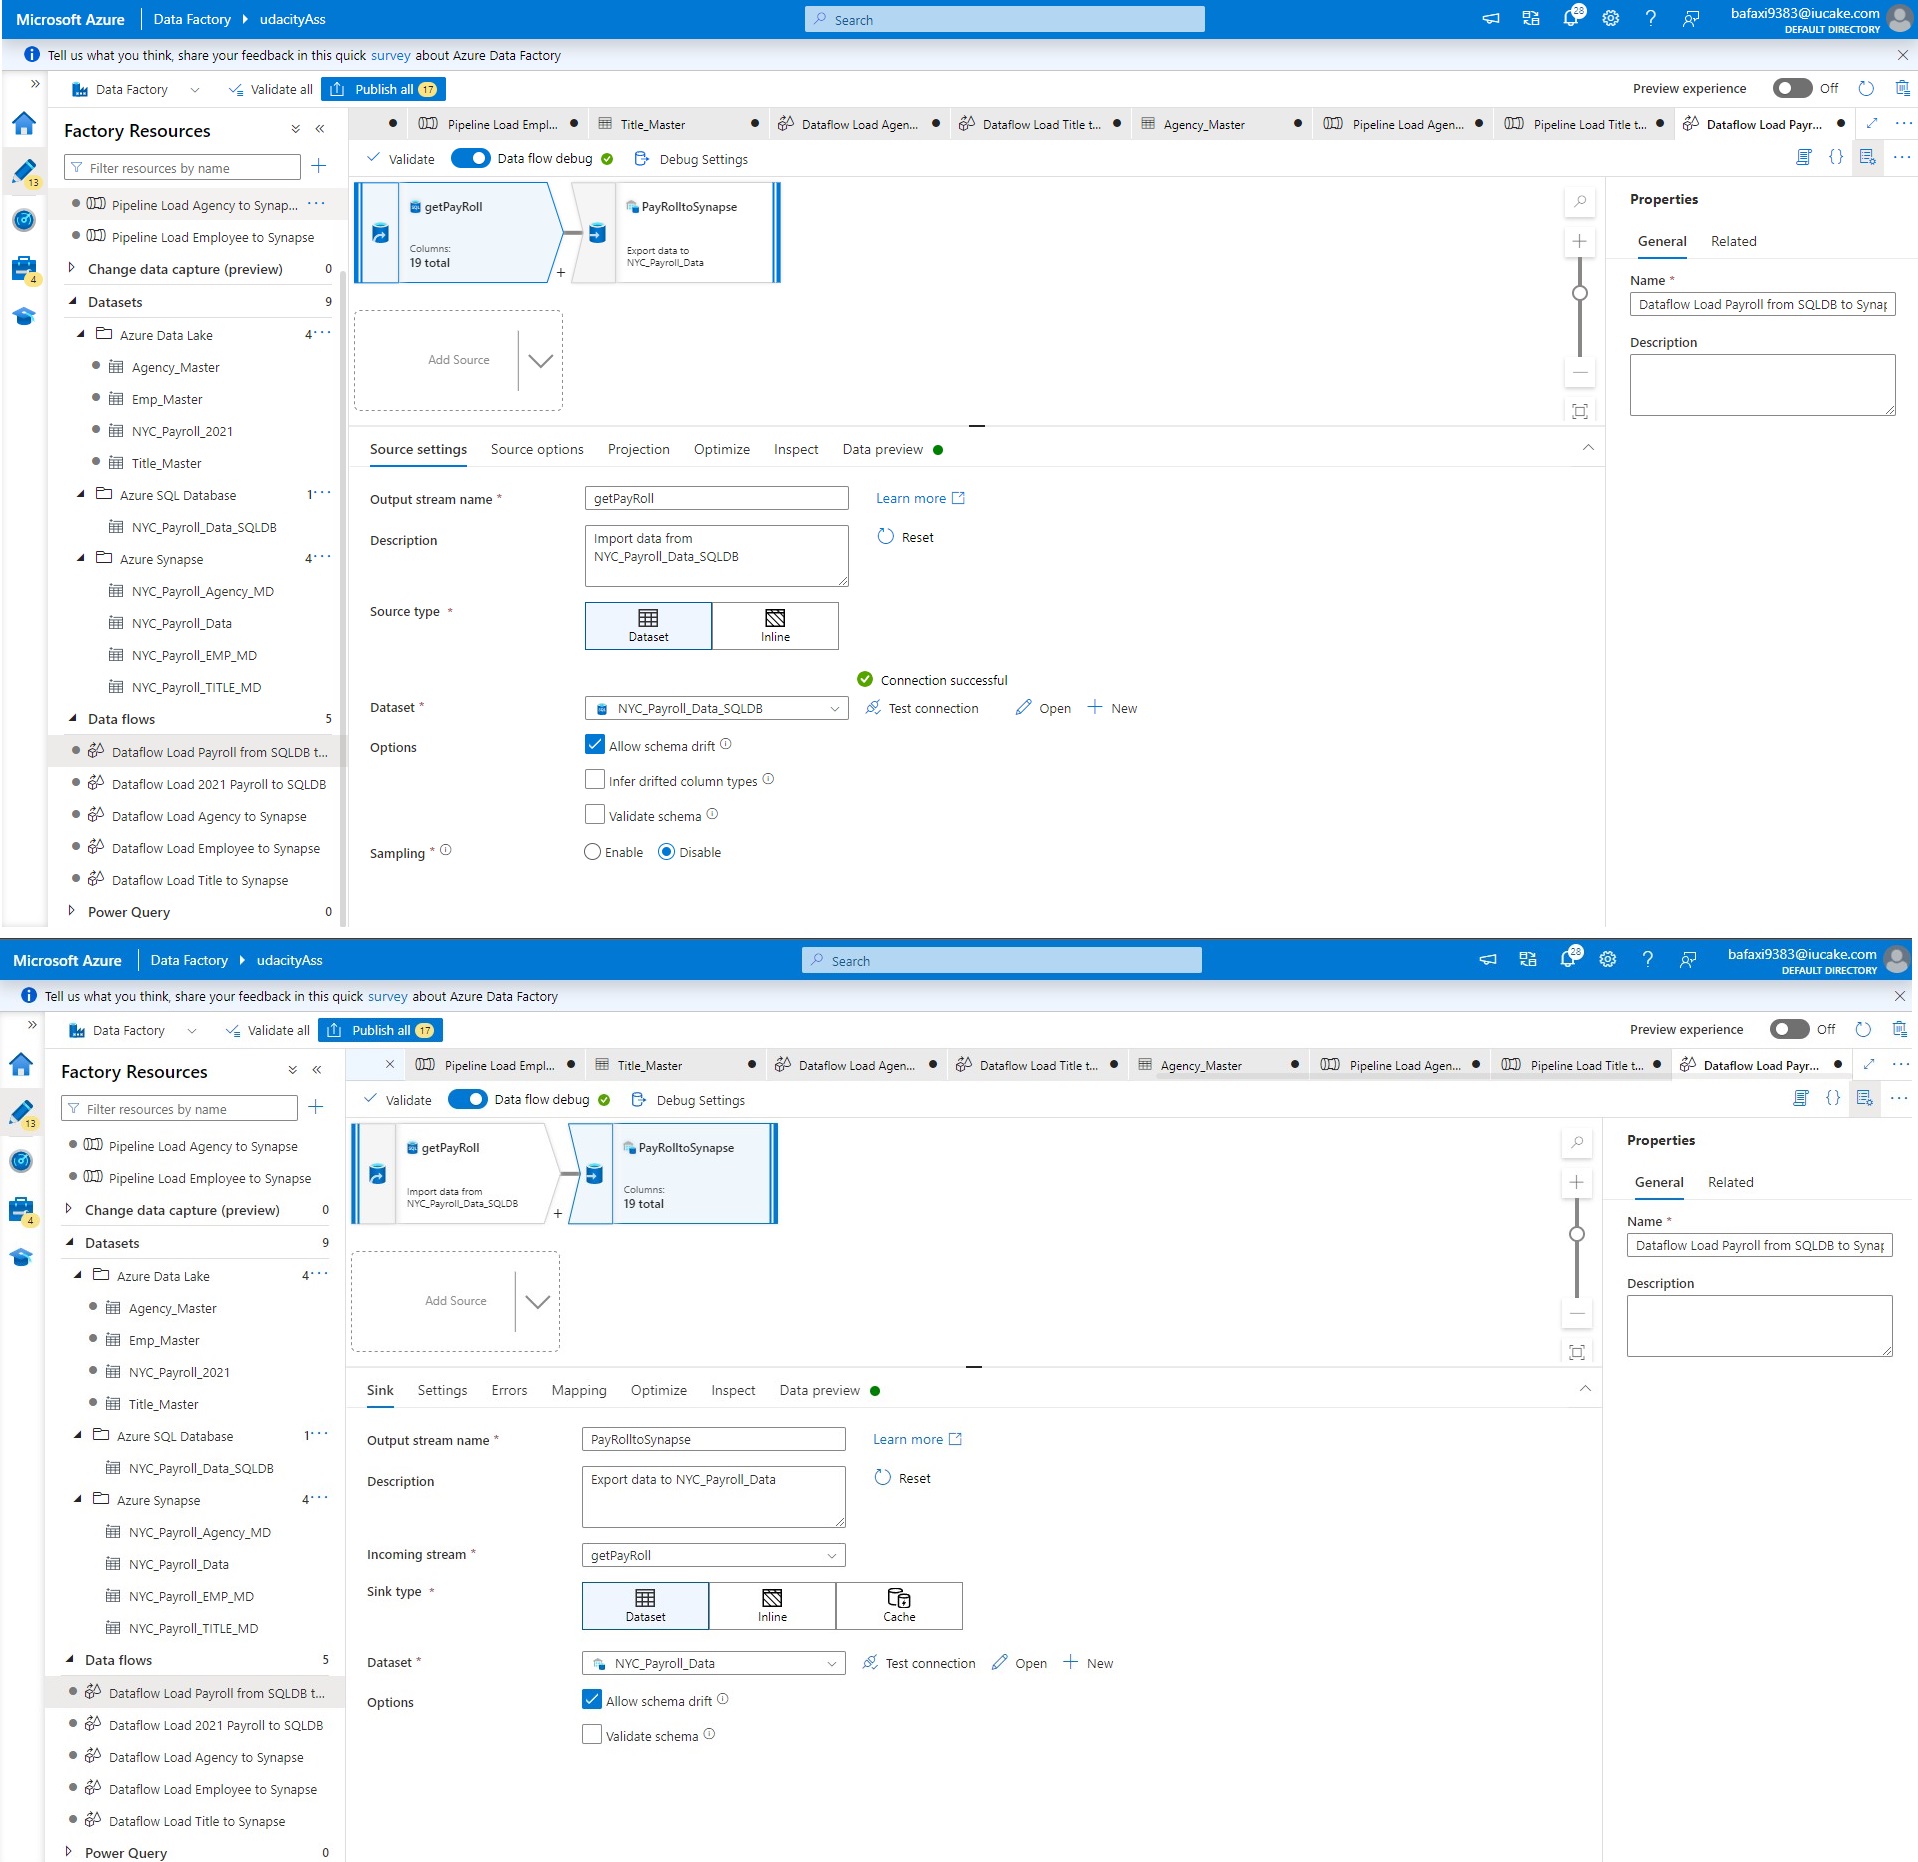 Microsoft Azure Data Factory udacityAss Search 28 bafaxi9383@iucake.com
DEFAULT DIRECTORY
Tell us what you think, share your feedback in this quick survey about Azure Data Factory
Data Factory Validate all Publish all 17 Preview experience Off
Factory Resources Pipeline Load Empl... Title_Master Dataflow Load Agen... Dataflow Load Title t... Agency_Master Pipeline Load Agen... Pipeline Load Title t... Dataflow Load Payr...
Validate Data flow debug Debug Settings
Filter resources by name
13
Pipeline Load Agency to Synap...
Pipeline Load Employee to Synapse
Change data capture (preview) 0
4
Datasets 9
Azure Data Lake 4
Agency_Master
Emp_Master
NYC_Payroll_2021
Title_Master
Azure SQL Database 1
NYC_Payroll_Data_SQLDB
Azure Synapse 4
NYC_Payroll_Agency_MD
NYC_Payroll_Data
NYC_Payroll_EMP_MD
NYC_Payroll_TITLE_MD
Data flows 5
Dataflow Load Payroll from SQLDB t...
Dataflow Load 2021 Payroll to SQLDB
Dataflow Load Agency to Synapse
Dataflow Load Employee to Synapse
Dataflow Load Title to Synapse
Power Query 0
getPayRoll
Columns:
19 total
PayRolltoSynapse
Export data to
NYC_Payroll_Data
Add Source
Source settings Source options Projection Optimize Inspect Data preview
Output stream name * getPayRoll Learn more
Description Import data from
NYC_Payroll_Data_SQLDB
Reset
Source type * Dataset Inline
Connection successful
Dataset * NYC_Payroll_Data_SQLDB Test connection Open New
Options Allow schema drift
Infer drifted column types
Validate schema
Sampling * Enable Disable
Properties
General Related
Name *
Dataflow Load Payroll from SQLDB to Synap
Description
Microsoft Azure Data Factory udacityAss Search 28 bafaxi9383@iucake.com
DEFAULT DIRECTORY
Tell us what you think, share your feedback in this quick survey about Azure Data Factory
Data Factory Validate all Publish all 17 Preview experience Off
Factory Resources Pipeline Load Empl... Title_Master Dataflow Load Agen... Dataflow Load Title t... Agency_Master Pipeline Load Agen... Pipeline Load Title t... Dataflow Load Payr...
Validate Data flow debug Debug Settings
Filter resources by name
13
Pipeline Load Agency to Synapse
Pipeline Load Employee to Synapse
Change data capture (preview) 0
4
Datasets 9
Azure Data Lake 4
Agency_Master
Emp_Master
NYC_Payroll_2021
Title_Master
Azure SQL Database 1
NYC_Payroll_Data_SQLDB
Azure Synapse 4
NYC_Payroll_Agency_MD
NYC_Payroll_Data
NYC_Payroll_EMP_MD
NYC_Payroll_TITLE_MD
Data flows 5
Dataflow Load Payroll from SQLDB t...
Dataflow Load 2021 Payroll to SQLDB
Dataflow Load Agency to Synapse
Dataflow Load Employee to Synapse
Dataflow Load Title to Synapse
Power Query 0
getPayRoll
Import data from
NYC_Payroll_Data_SQLDB
PayRolltoSynapse
Columns:
19 total
Add Source
Sink Settings Errors Mapping Optimize Inspect Data preview
Output stream name * PayRolltoSynapse Learn more
Description Export data to NYC_Payroll_Data Reset
Incoming stream * getPayRoll
Sink type * Dataset Inline Cache
Dataset * NYC_Payroll_Data Test connection Open New
Options Allow schema drift
Validate schema
Properties
General Related
Name *
Dataflow Load Payroll from SQLDB to Synap
Description